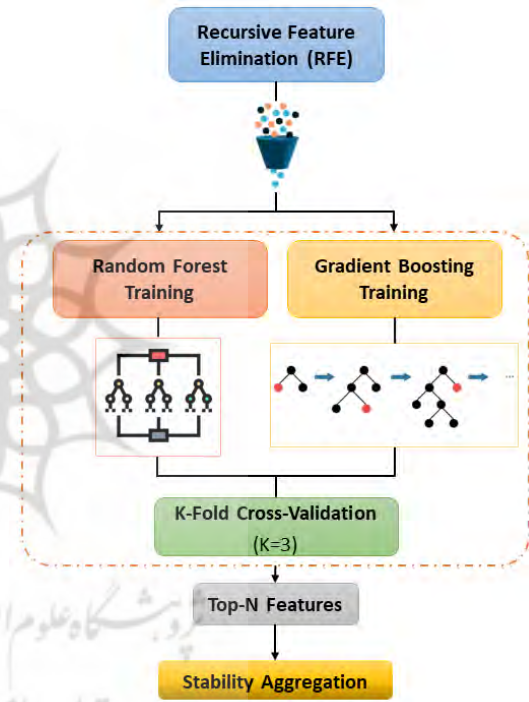 Recursive Feature
Elimination (RFE)
Random Forest
Training
Gradient Boosting
Training
...
K-Fold Cross-Validation
(K=3)
Top-N Features
Stability Aggregation